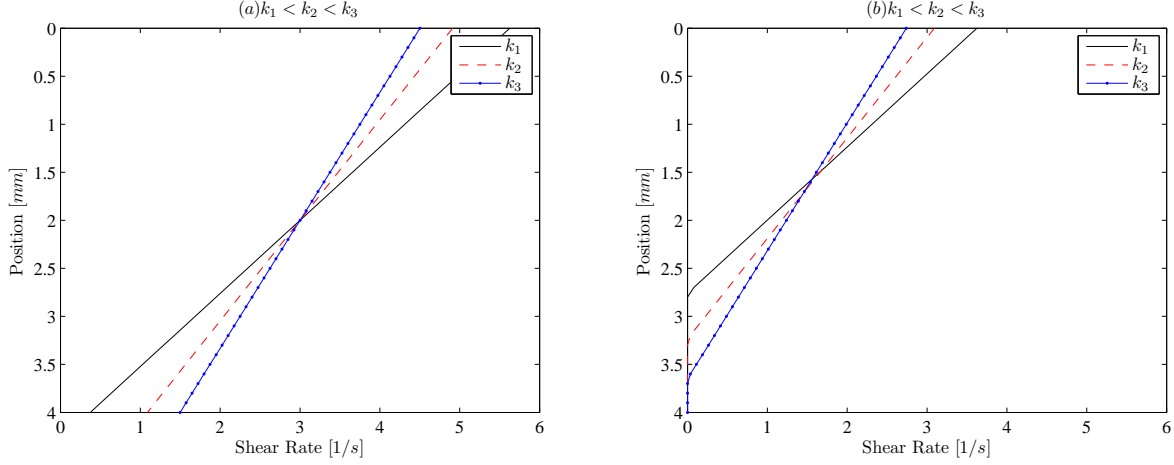 (a)k₁ < k₂ < k₃
0
0.5
1
1.5
2
2.5
3
3.5
4
Position [mm]
0 1 2 3 4 5 6
Shear Rate [1/s]
k₁
k₂
k₃
(b)k₁ < k₂ < k₃
0
0.5
1
1.5
2
2.5
3
3.5
4
Position [mm]
0 1 2 3 4 5 6
Shear Rate [1/s]
k₁
k₂
k₃